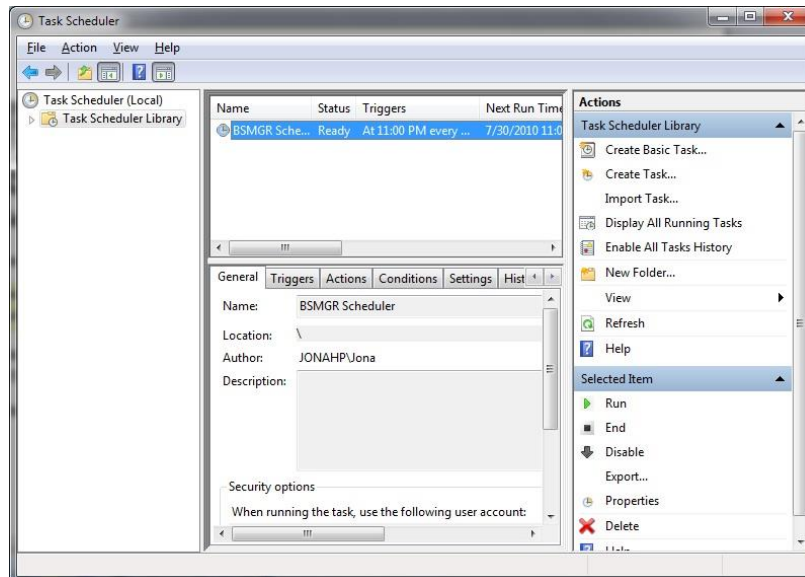 Task Scheduler
File Action View Help
Task Scheduler (Local)
Task Scheduler Library
Name Status Triggers Next Run Time
BSMGR Sche... Ready At 11:00 PM every ... 7/30/2010 11:0
General Triggers Actions Conditions Settings Hist
Name: BSMGR Scheduler
Location: \
Author: JONAHP\Jona
Description:
Security options
When running the task, use the following user account:
Actions
Task Scheduler Library
Create Basic Task...
Create Task...
Import Task...
Display All Running Tasks
Enable All Tasks History
New Folder...
View
Refresh
Help
Selected Item
Run
End
Disable
Export...
Properties
Delete
Help